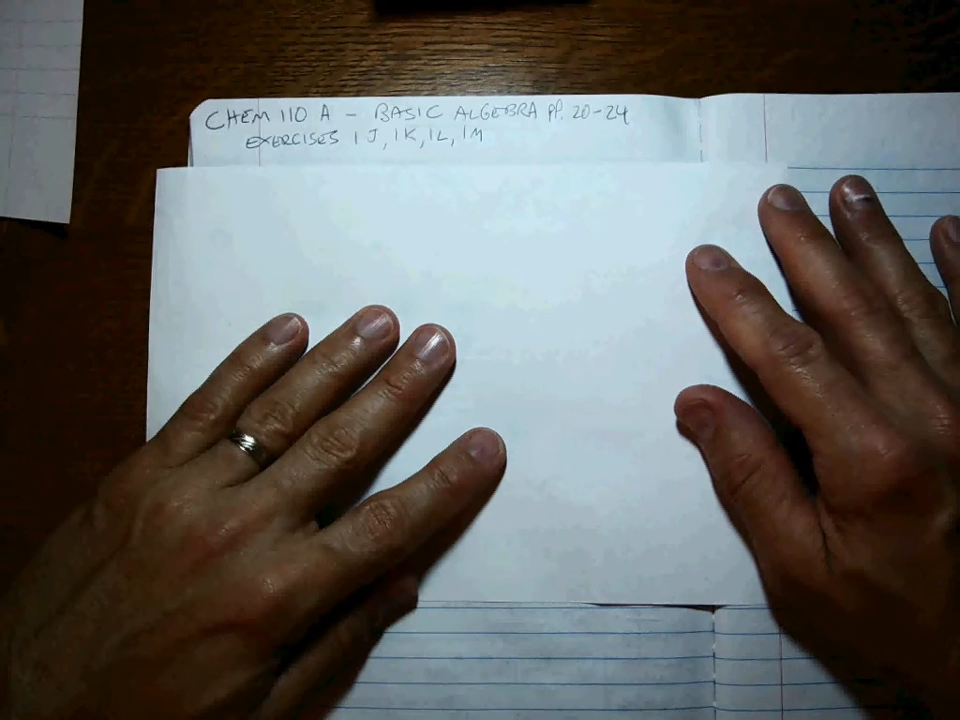 CHEM 110 A - BASIC ALGEBRA PP. 20-24
EXERCISES 1J, 1K, 1L, 1M